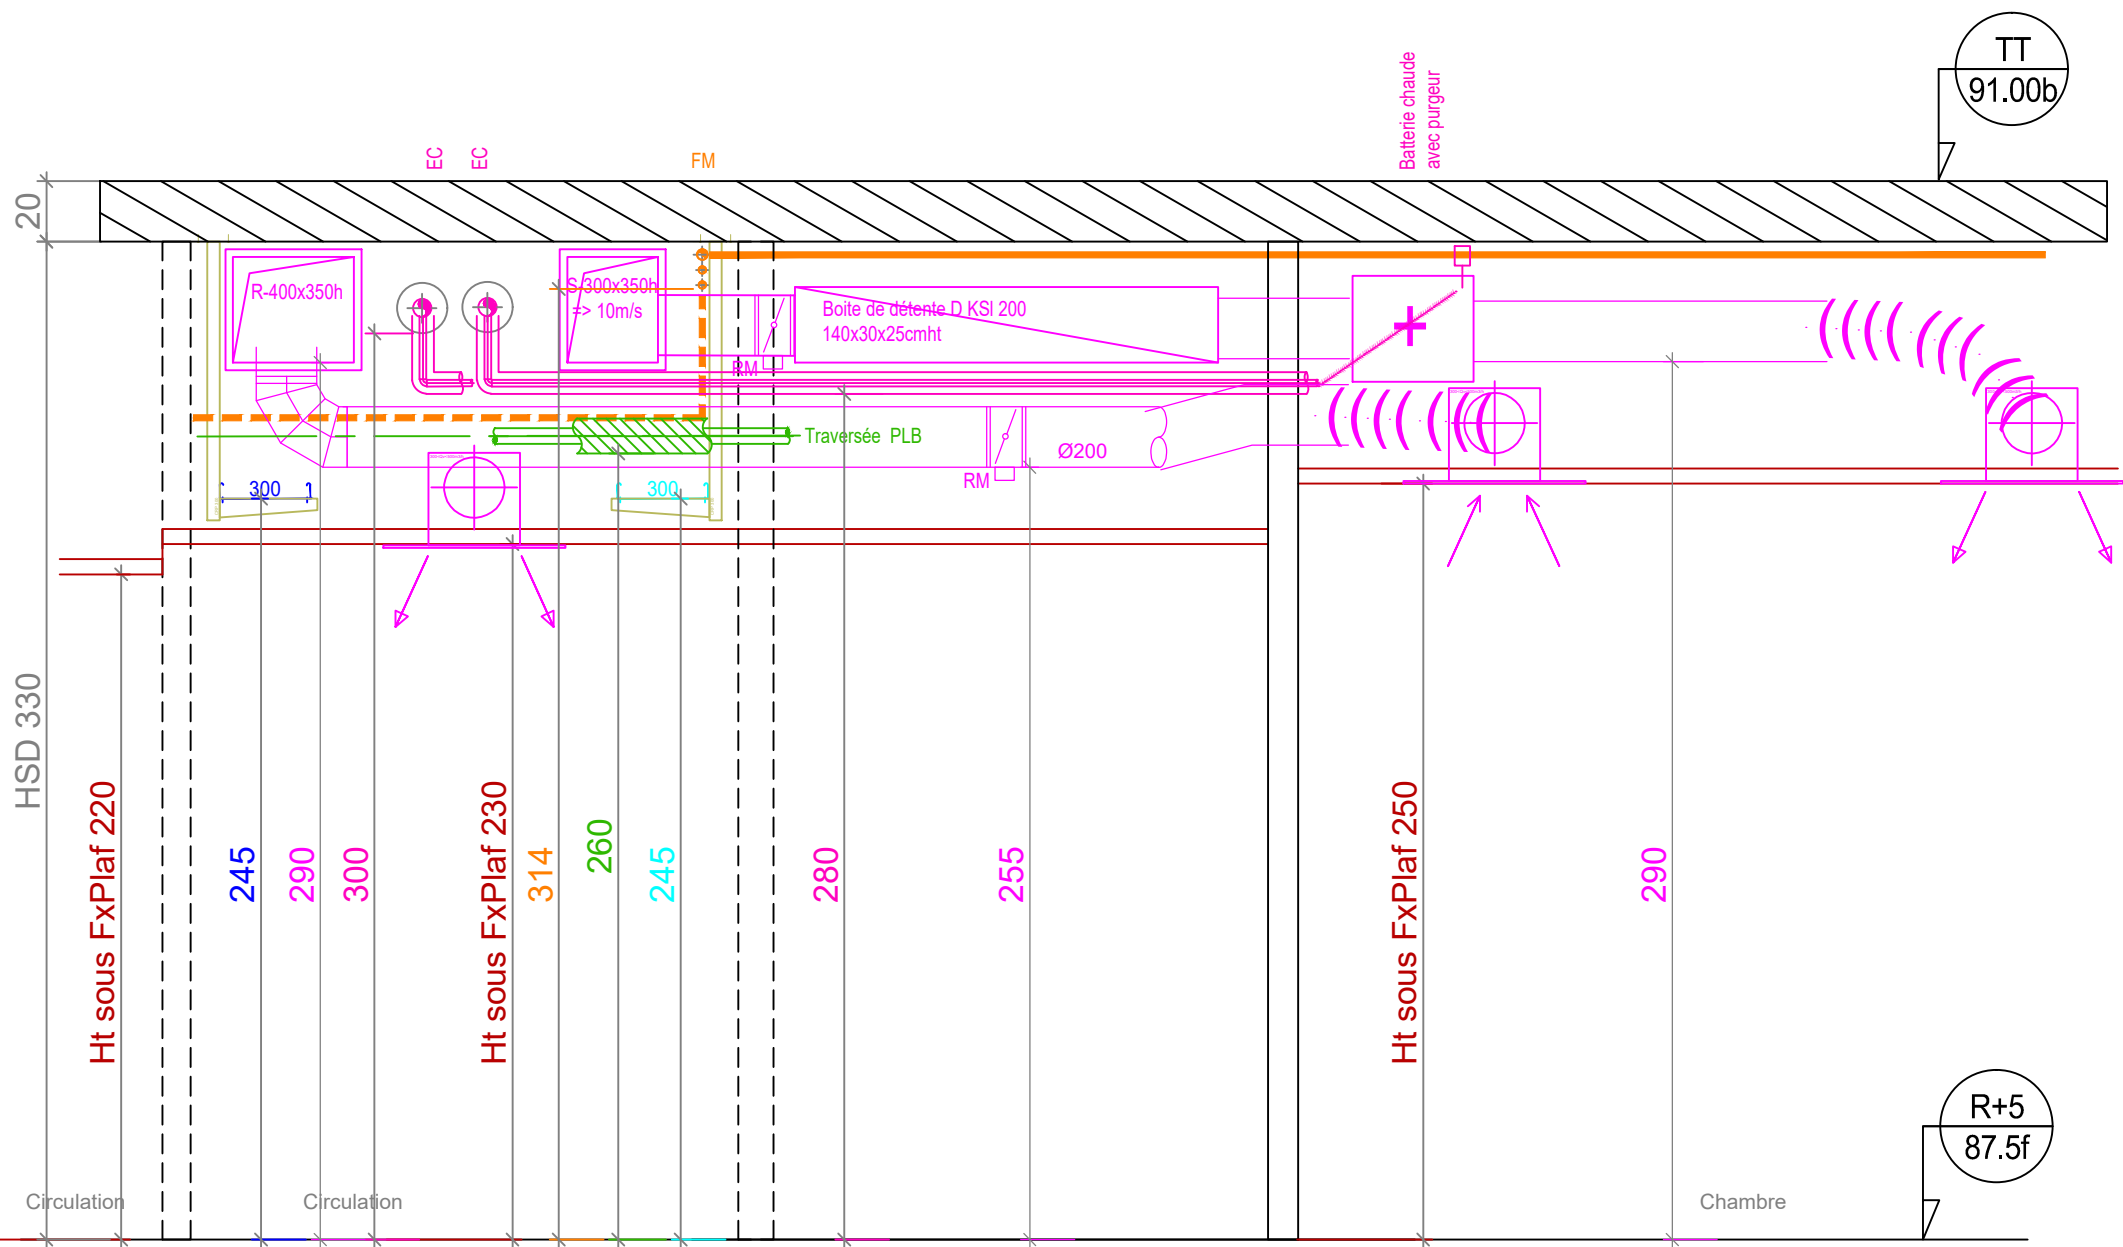 TT
91.00b
Batterie chaude
avec purgeur
EC
EC
FM
20
R-400x350h
S-300x350h
=> 10m/s
Boite de détente D KSI 200
140x30x25cmht
RM
Traversée PLB
Ø200
RM
300
300
HSD 330
Ht sous FxPlaf 220
245
290
300
Ht sous FxPlaf 230
314
260
245
280
255
Ht sous FxPlaf 250
290
R+5
87.5f
Circulation
Circulation
Chambre